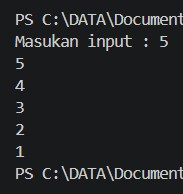 PS C:\DATA\Document
Masukan input : 5
5
4
3
2
1
PS C:\DATA\Document